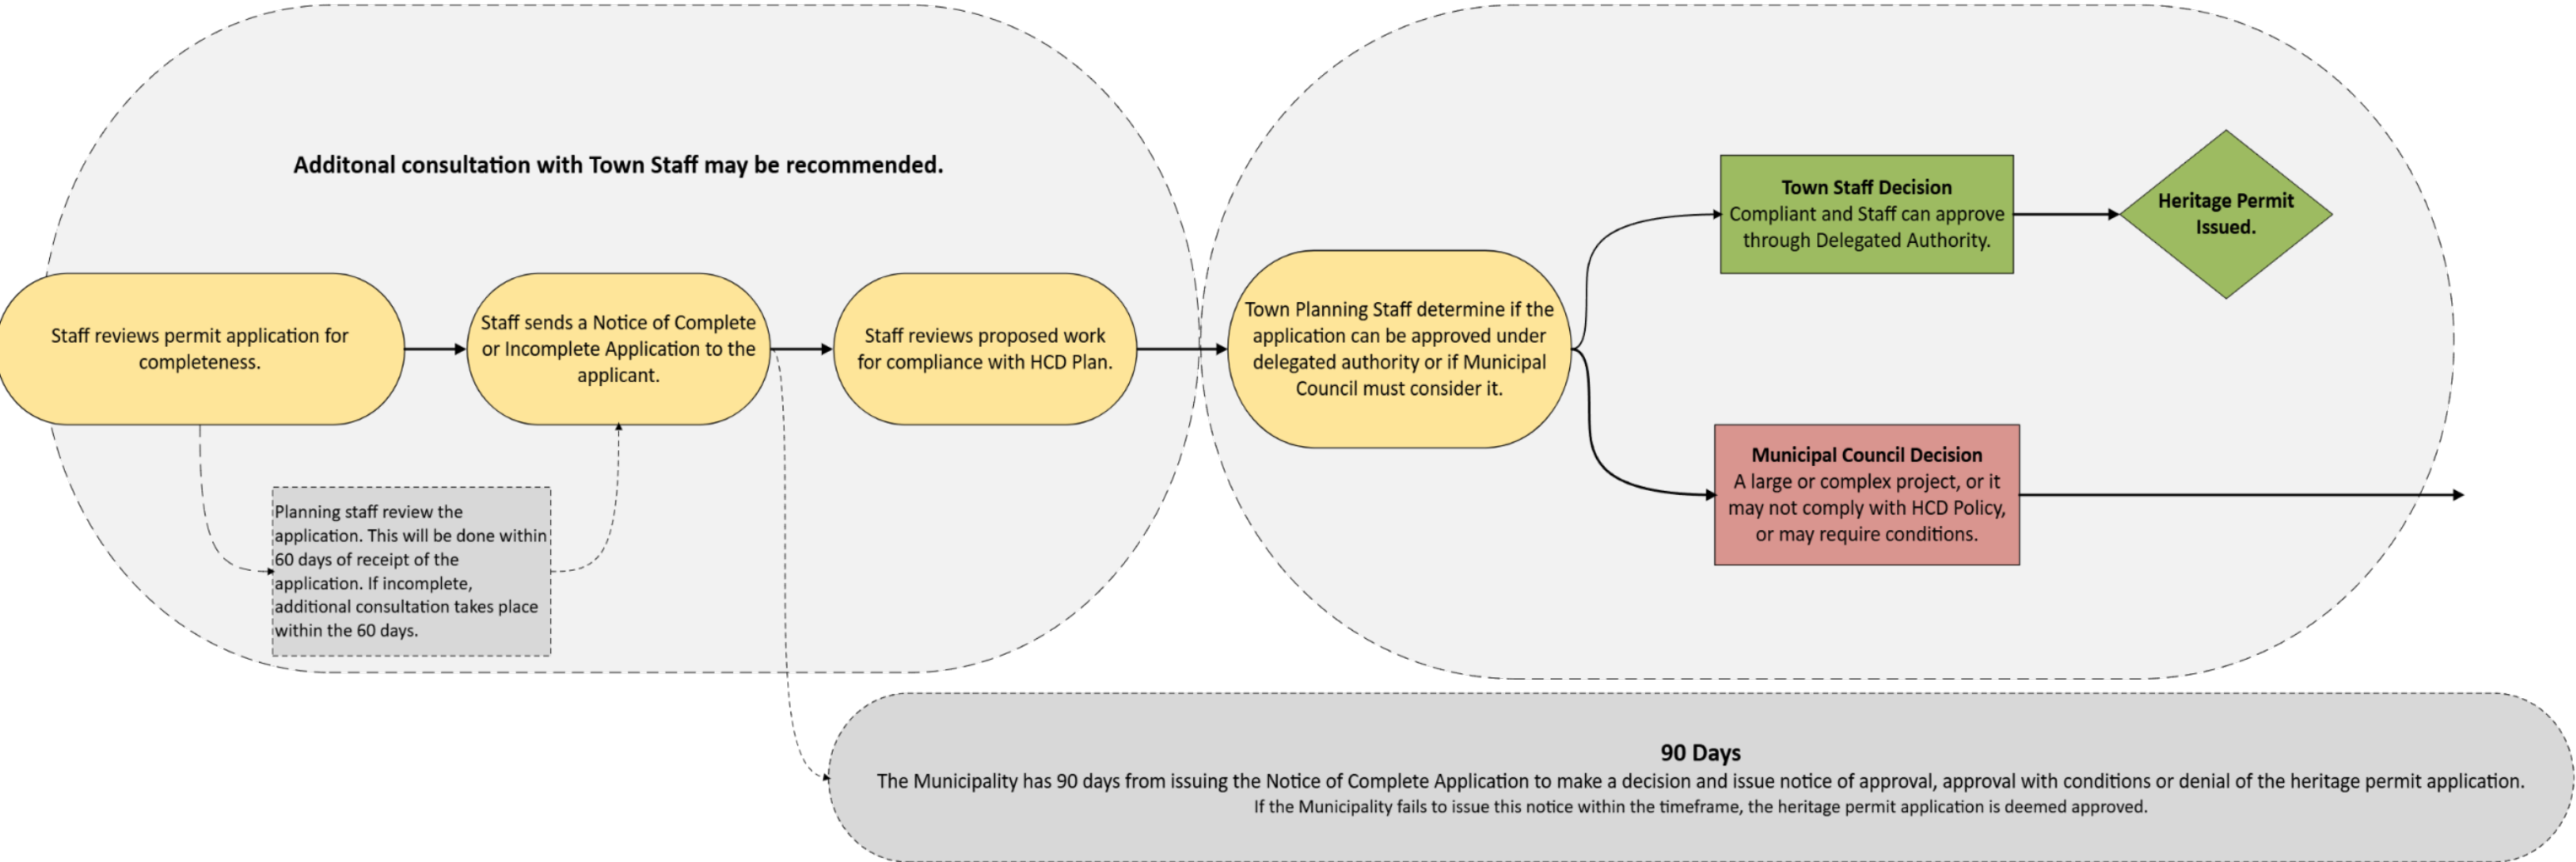 Additonal consultation with Town Staff may be recommended.
Staff reviews permit application for
completeness.
Staff sends a Notice of Complete
or Incomplete Application to the
applicant.
Staff reviews proposed work
for compliance with HCD Plan.
Planning staff review the
application. This will be done within
60 days of receipt of the
application. If incomplete,
additional consultation takes place
within the 60 days.
Town Planning Staff determine if the
application can be approved under
delegated authority or if Municipal
Council must consider it.
Town Staff Decision
Compliant and Staff can approve
through Delegated Authority.
Heritage Permit
Issued.
Municipal Council Decision
A large or complex project, or it
may not comply with HCD Policy,
or may require conditions.
90 Days
The Municipality has 90 days from issuing the Notice of Complete Application to make a decision and issue notice of approval, approval with conditions or denial of the heritage permit application.
If the Municipality fails to issue this notice within the timeframe, the heritage permit application is deemed approved.